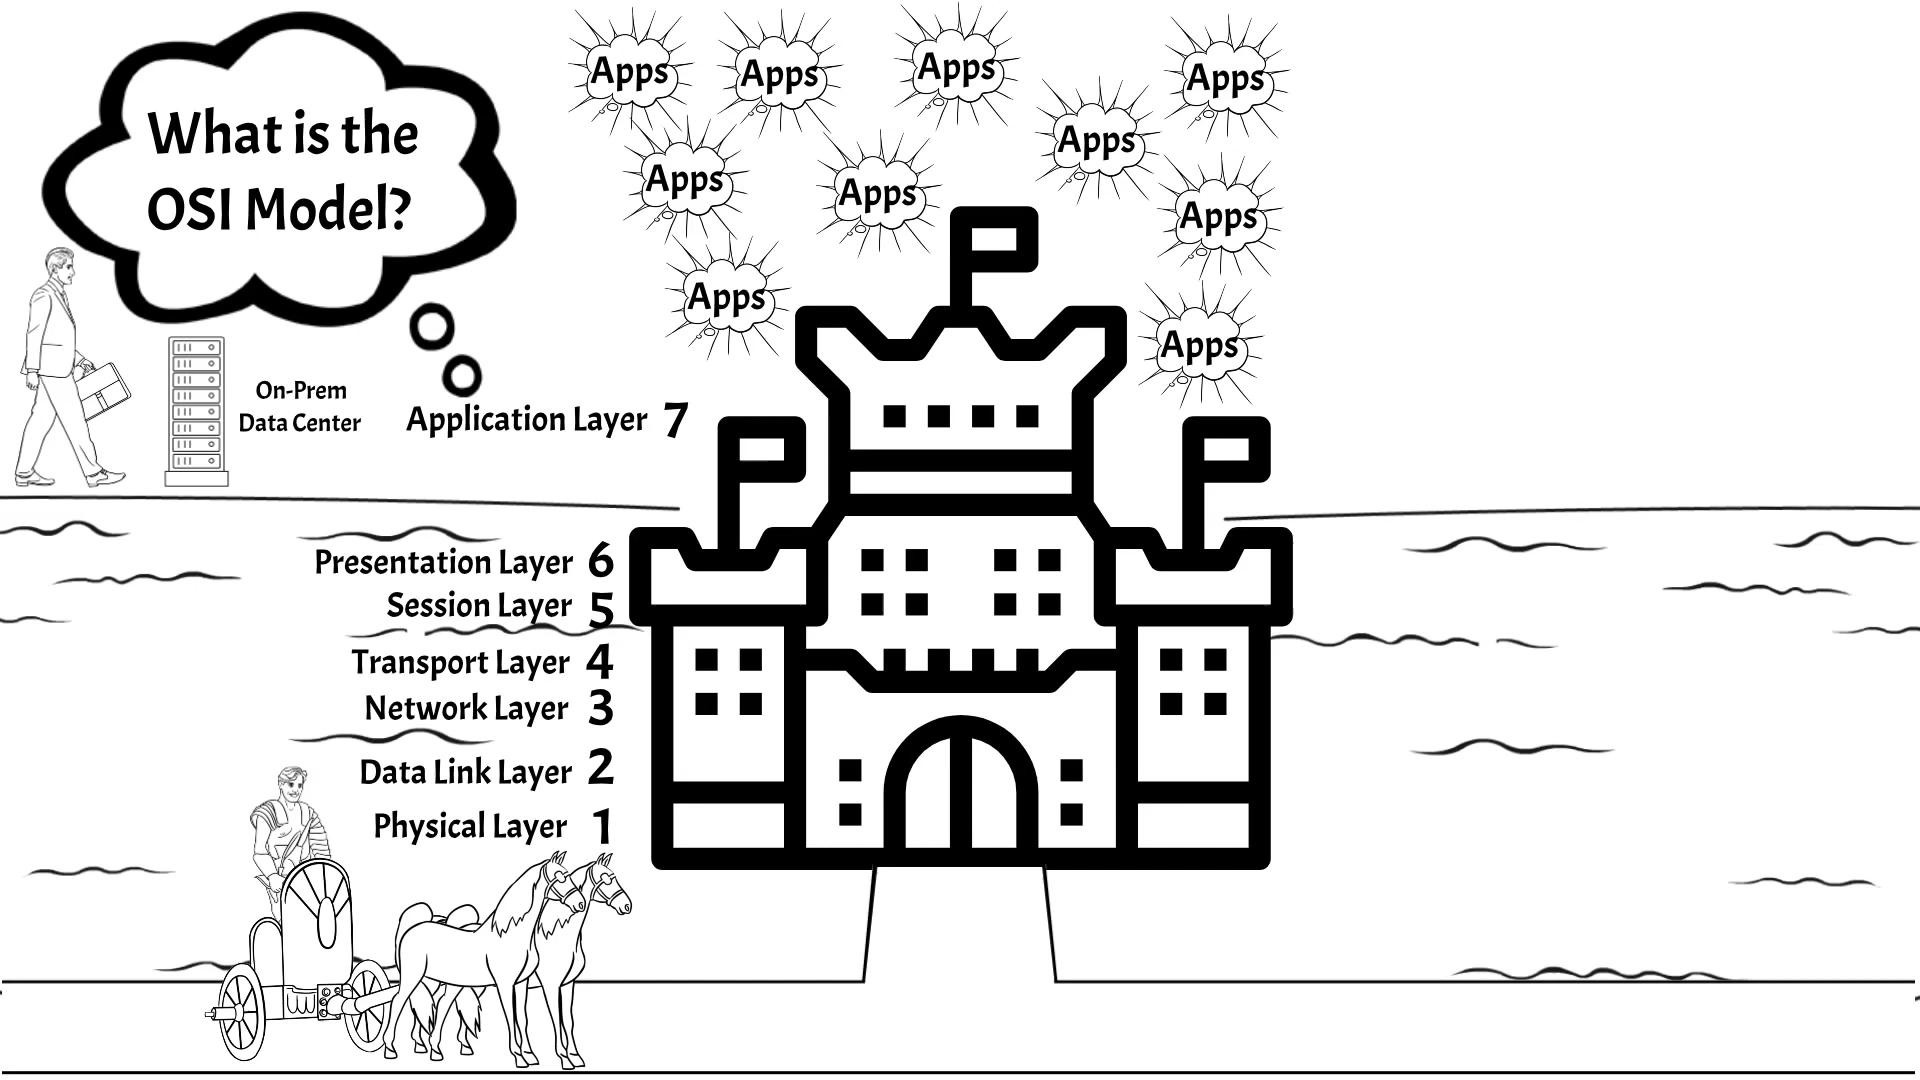 What is the
OSI Model?
Apps
Apps
Apps
Apps
Apps
Apps
Apps
Apps
Apps
Apps
On-Prem
Data Center
Application Layer 7
Presentation Layer 6
Session Layer 5
Transport Layer 4
Network Layer 3
Data Link Layer 2
Physical Layer 1